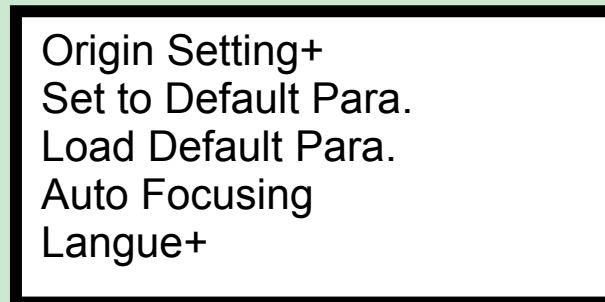 Origin Setting+
Set to Default Para.
Load Default Para.
Auto Focusing
Langue+